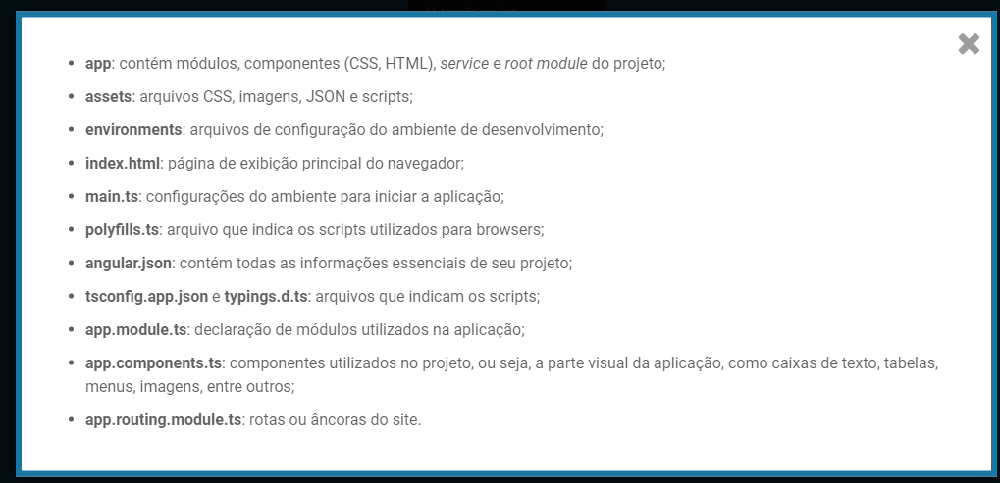 • app: contém módulos, componentes (CSS, HTML), service e root module do projeto;
• assets: arquivos CSS, imagens, JSON e scripts;
• environments: arquivos de configuração do ambiente de desenvolvimento;
• index.html: página de exibição principal do navegador;
• main.ts: configurações do ambiente para iniciar a aplicação;
• polyfills.ts: arquivo que indica os scripts utilizados para browsers;
• angular.json: contém todas as informações essenciais de seu projeto;
• tsconfig.app.json e typings.d.ts: arquivos que indicam os scripts;
• app.module.ts: declaração de módulos utilizados na aplicação;
• app.components.ts: componentes utilizados no projeto, ou seja, a parte visual da aplicação, como caixas de texto, tabelas,
menus, imagens, entre outros;
• app.routing.module.ts: rotas ou âncoras do site.